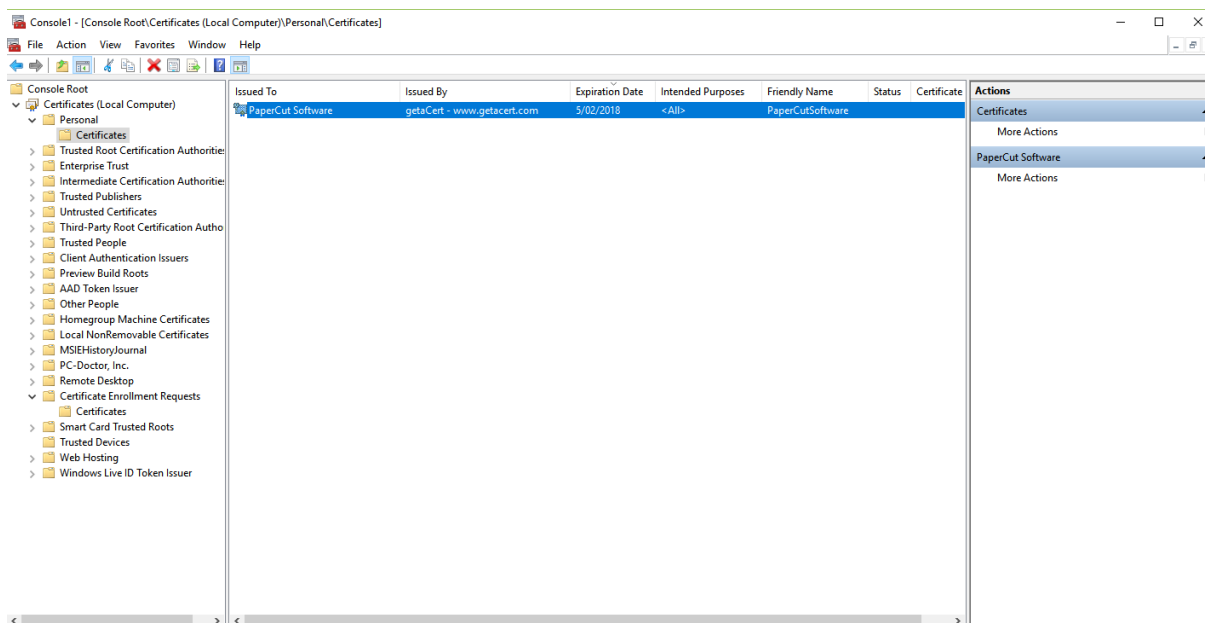 Console1 - [Console Root\Certificates (Local Computer)\Personal\Certificates]
File Action View Favorites Window Help
Console Root
Certificates (Local Computer)
Personal
Certificates
Trusted Root Certification Authorities
Enterprise Trust
Intermediate Certification Authorities
Trusted Publishers
Untrusted Certificates
Third-Party Root Certification Autho
Trusted People
Client Authentication Issuers
Preview Build Roots
AAD Token Issuer
Other People
Homegroup Machine Certificates
Local NonRemovable Certificates
MSIEHistoryJournal
PC-Doctor, Inc.
Remote Desktop
Certificate Enrollment Requests
Certificates
Smart Card Trusted Roots
Trusted Devices
Web Hosting
Windows Live ID Token Issuer
Issued To Issued By Expiration Date Intended Purposes Friendly Name Status Certificate
PaperCut Software getaCert - www.getacert.com 5/02/2018 <All> PaperCutSoftware
Actions
Certificates
More Actions
PaperCut Software
More Actions